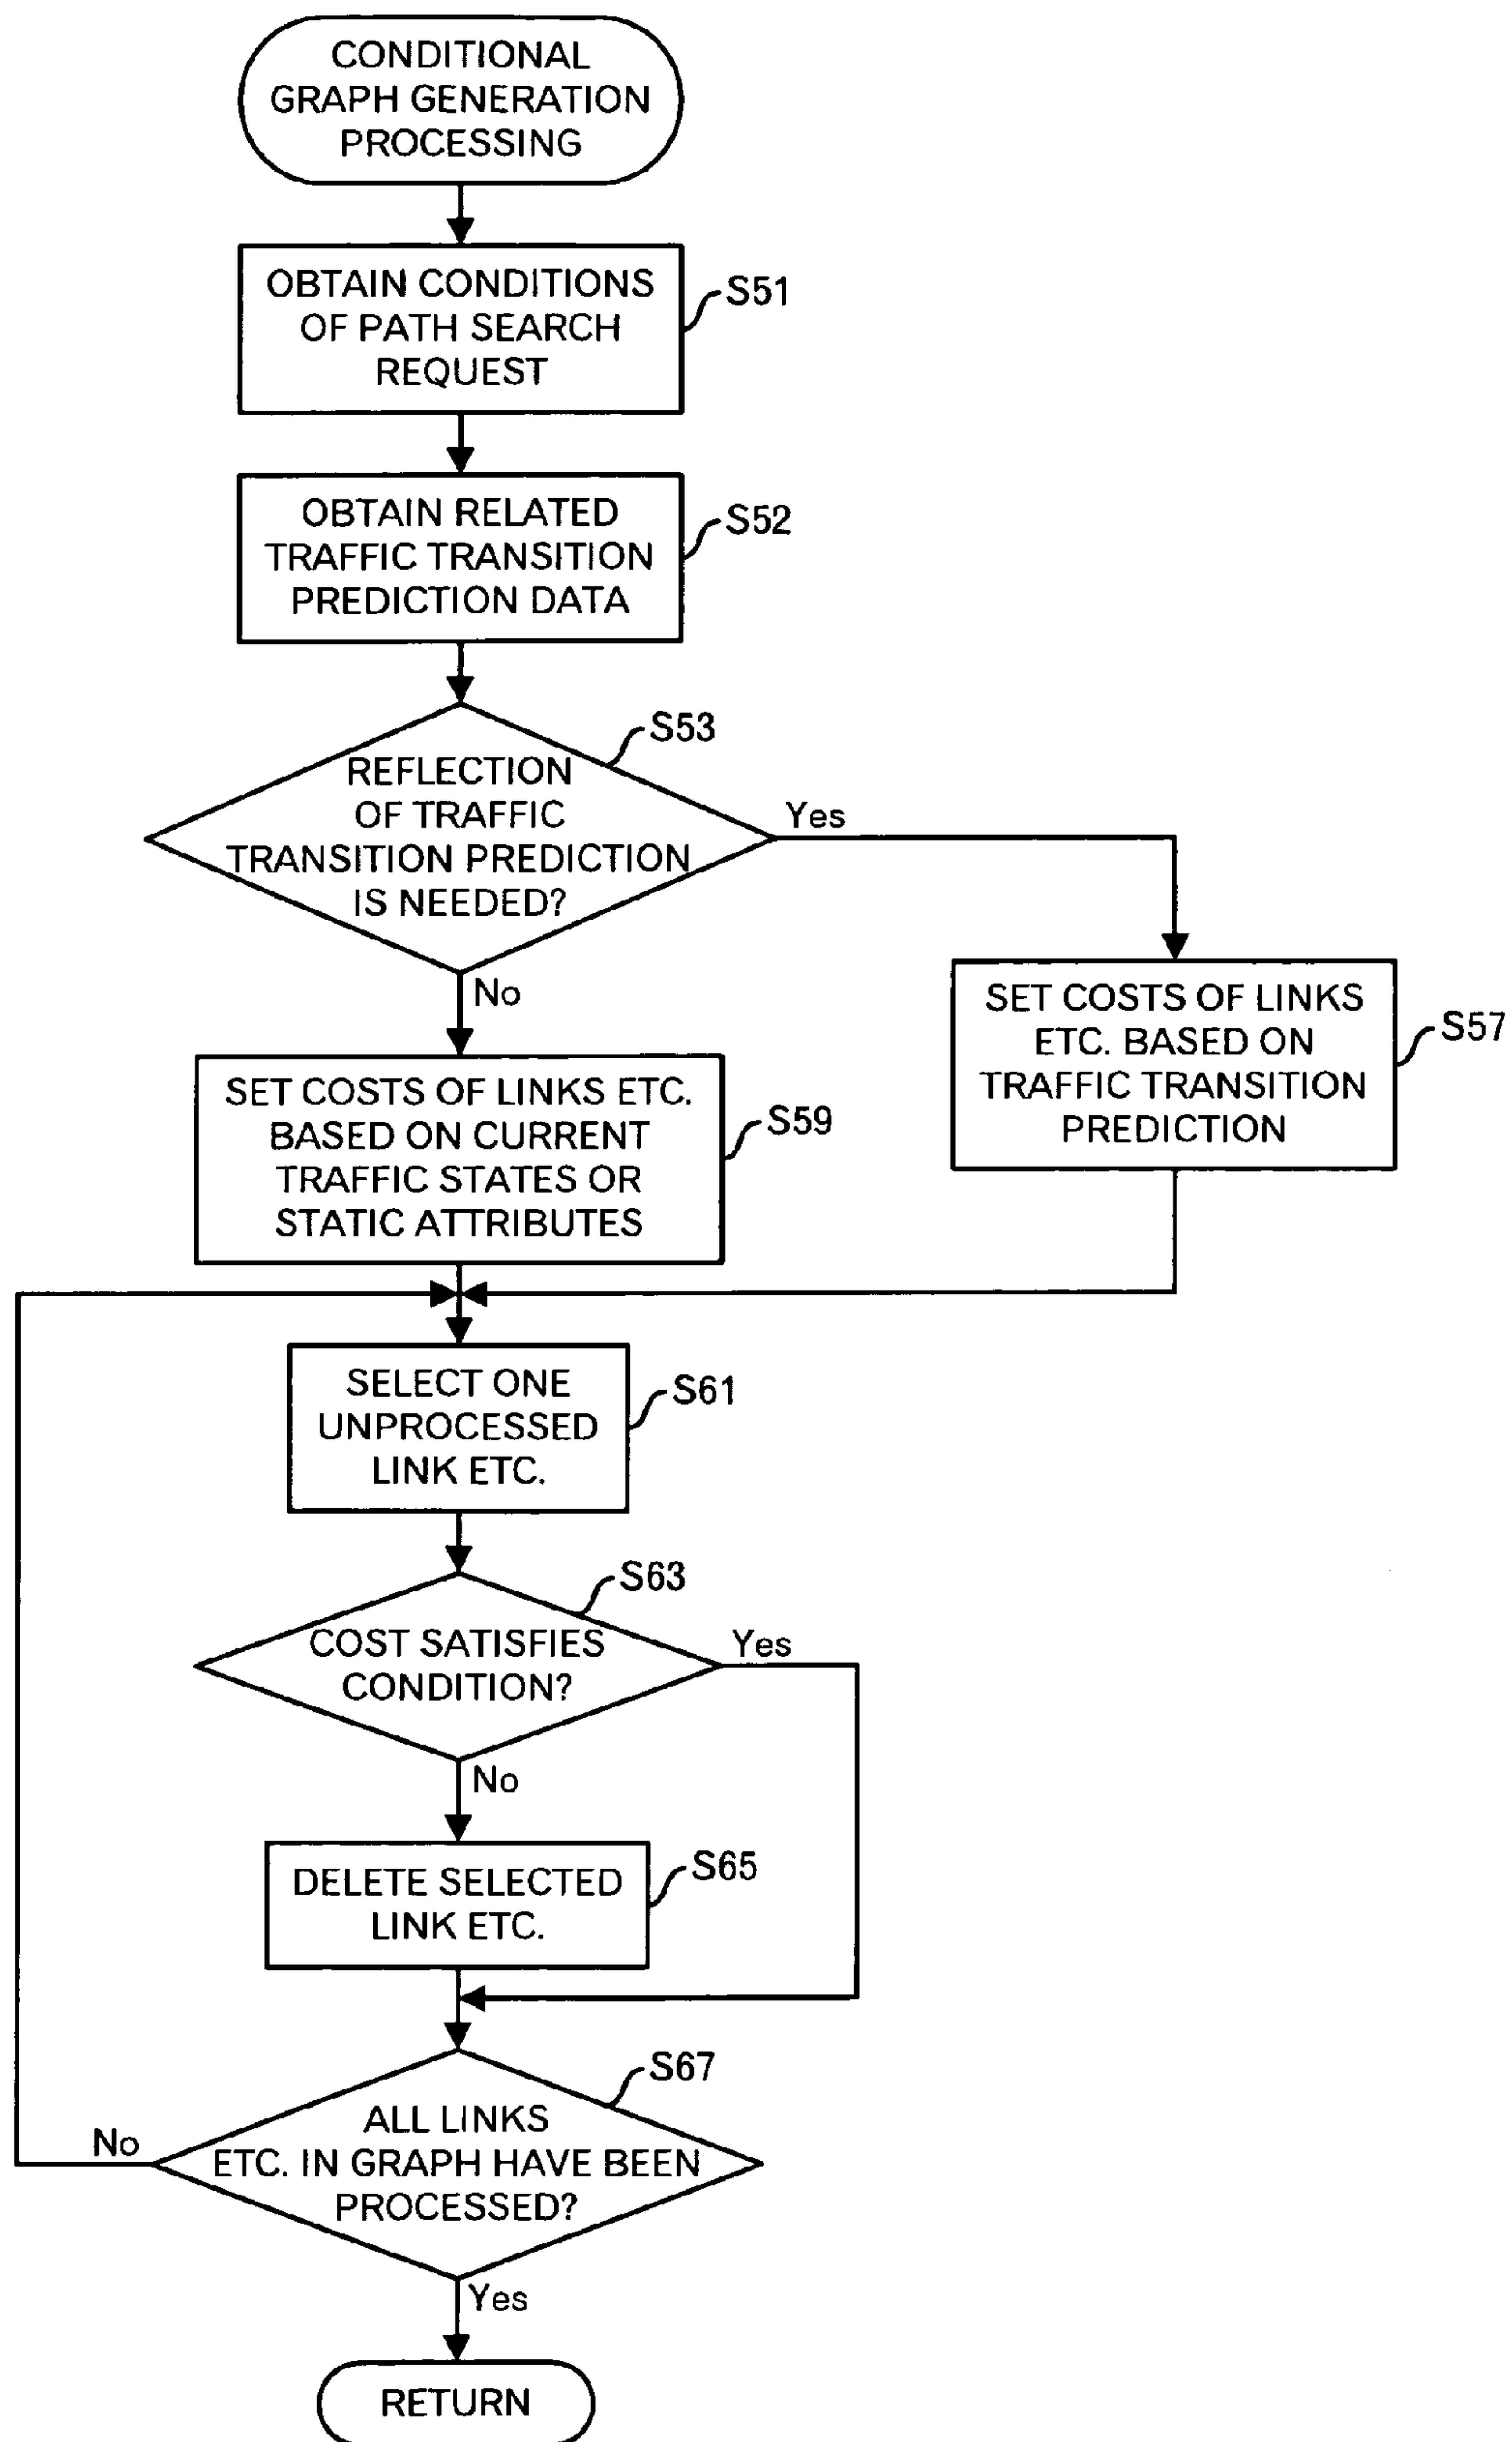 CONDITIONAL
GRAPH GENERATION
PROCESSING
OBTAIN CONDITIONS
OF PATH SEARCH
REQUEST
S51
OBTAIN RELATED
TRAFFIC TRANSITION
PREDICTION DATA
S52
S53
REFLECTION
OF TRAFFIC
TRANSITION PREDICTION
IS NEEDED?
Yes
No
SET COSTS OF LINKS
ETC. BASED ON
TRAFFIC TRANSITION
PREDICTION
S57
SET COSTS OF LINKS ETC.
BASED ON CURRENT
TRAFFIC STATES OR
STATIC ATTRIBUTES
S59
SELECT ONE
UNPROCESSED
LINK ETC.
S61
S63
COST SATISFIES
CONDITION?
Yes
No
DELETE SELECTED
LINK ETC.
S65
S67
ALL LINKS
ETC. IN GRAPH HAVE BEEN
PROCESSED?
No
Yes
RETURN